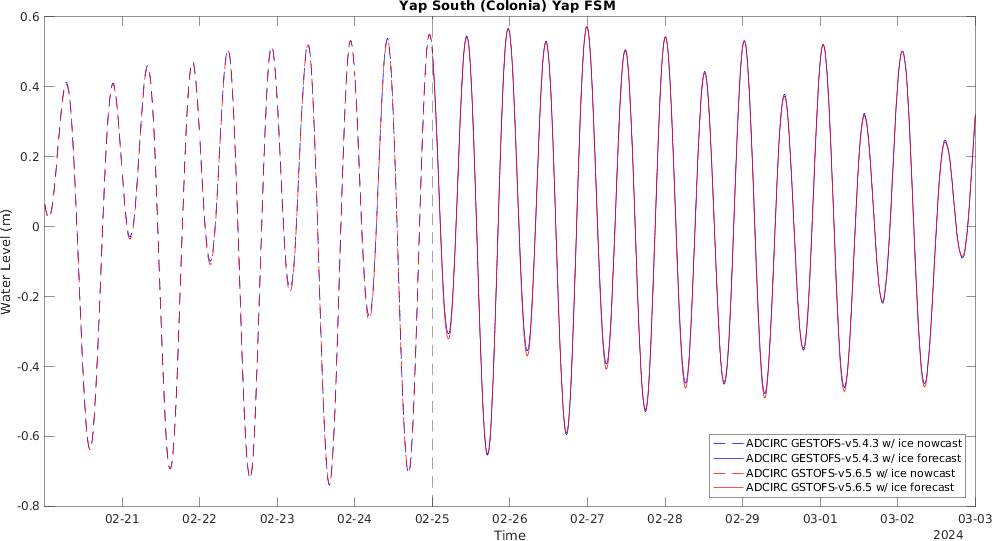 Yap South (Colonia) Yap FSM
0.6
0.4
0.2
0
-0.2
-0.4
-0.6
-0.8
Water Level (m)
ADCIRC GESTOFS-v5.4.3 w/ ice nowcast
ADCIRC GESTOFS-v5.4.3 w/ ice forecast
ADCIRC GSTOFS-v5.6.5 w/ ice nowcast
ADCIRC GSTOFS-v5.6.5 w/ ice forecast
02-21 02-22 02-23 02-24 02-25 02-26 02-27 02-28 02-29 03-01 03-02 03-03
Time
2024